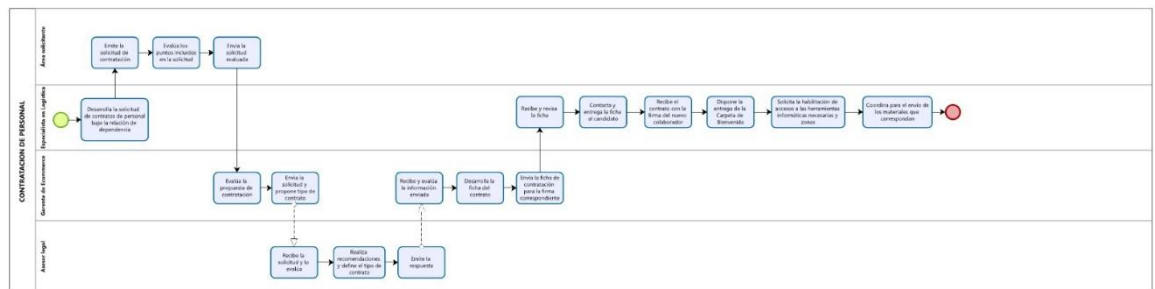 CONTRATACION DE PERSONAL
Área solicitante
Emite la
solicitud de
contratación
Evalúa los
puntos incluidos
en la solicitud
Envía la
solicitud
evaluada
Especialista en Logística
Desarrolla la solicitud
de contratos de personal
bajo la relación de
dependencia
Recibe y revisa
la ficha
Contacta y
entrega la ficha
al candidato
Recibe el
contrato con la
firma del nuevo
colaborador
Dispone la
entrega de la
Carpeta de
Bienvenida
Solicita la habilitación de
accesos a las herramientas
informáticas necesarias y
zonas
Coordina para el envío de
los materiales que
correspondan
Gerente de Ecommerce
Evalúa la
propuesta de
contratación
Envía la
solicitud y
propone tipo de
contrato
Recibe y evalúa
la información
enviada
Desarrolla la
ficha del
contrato
Envía la ficha de
contratación
para la firma
correspondiente
Asesor legal
Recibe la
solicitud y la
evalúa
Realiza
recomendaciones
y define el tipo de
contrato
Emite la
respuesta